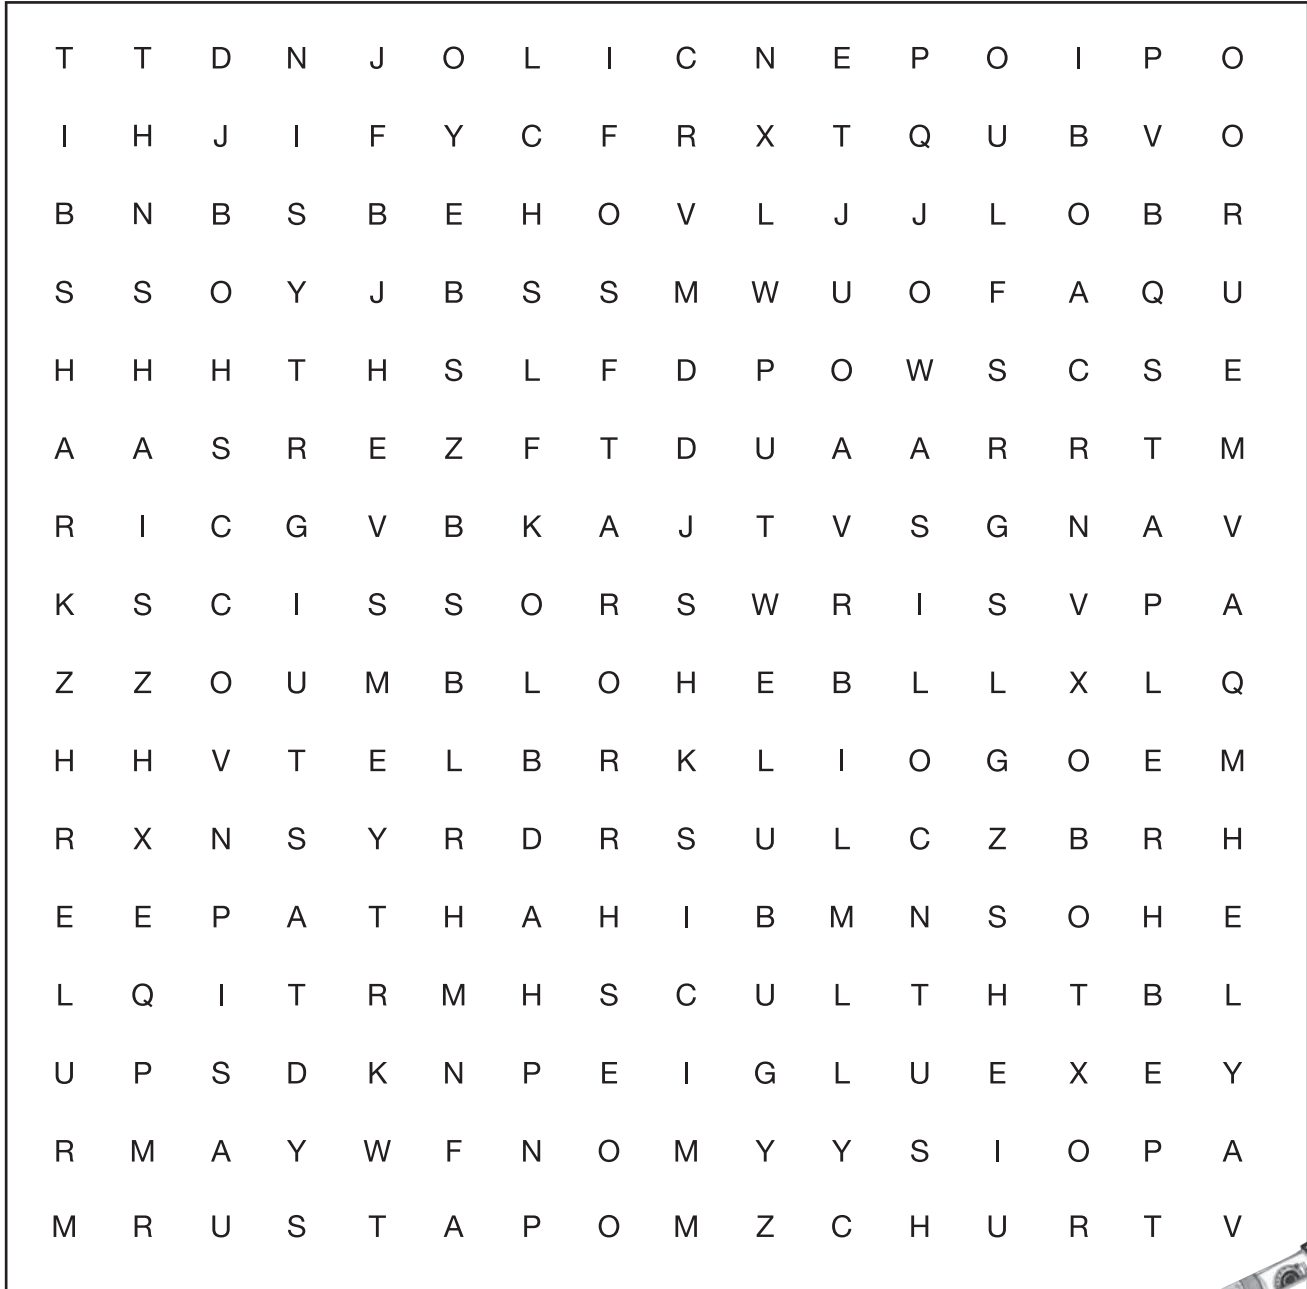 T T D N J O L I C N E P O I P O
I H J I F Y C F R X T Q U B V O
B N B S B E H O V L J J L O B R
S S O Y J B S S M W U O F A Q U
H H H T H S L F D P O W S C S E
A A S R E Z F T D U A A R R T M
R I C G V B K A J T V S G N A V
K S C I S S O R S W R I S V P A
Z Z O U M B L O H E B L L X L Q
H H V T E L B R K L I O G O E M
R X N S Y R D R S U L C Z B R H
E E P A T H A H I B M N S O H E
L Q I T R M H S C U L T H T B L
U P S D K N P E I G L U E X E Y
R M A Y W F N O M Y Y S I O P A
M R U S T A P O M Z C H U R T V